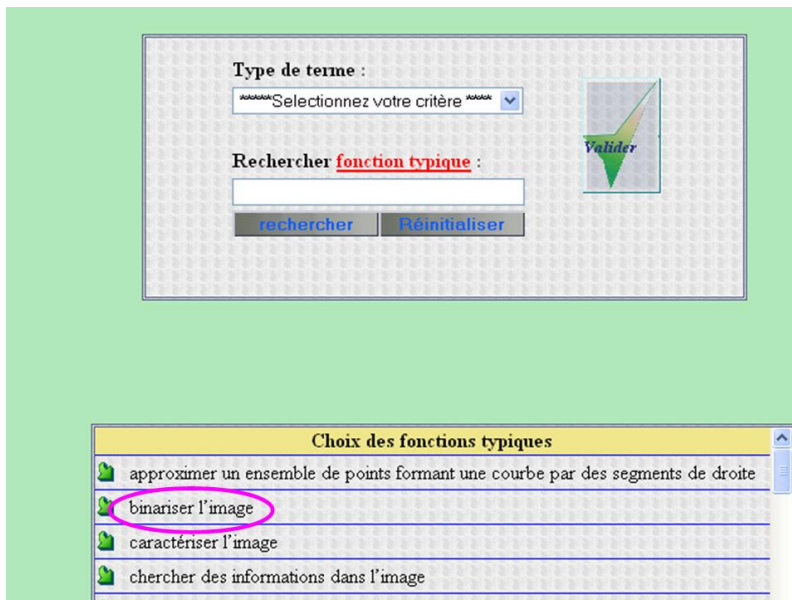 Type de terme :
*****Selectionnez votre critère ****
Valider
Rechercher fonction typique :
rechercher Réinitialiser
Choix des fonctions typiques
approximer un ensemble de points formant une courbe par des segments de droite
binariser l'image
caractériser l'image
chercher des informations dans l'image